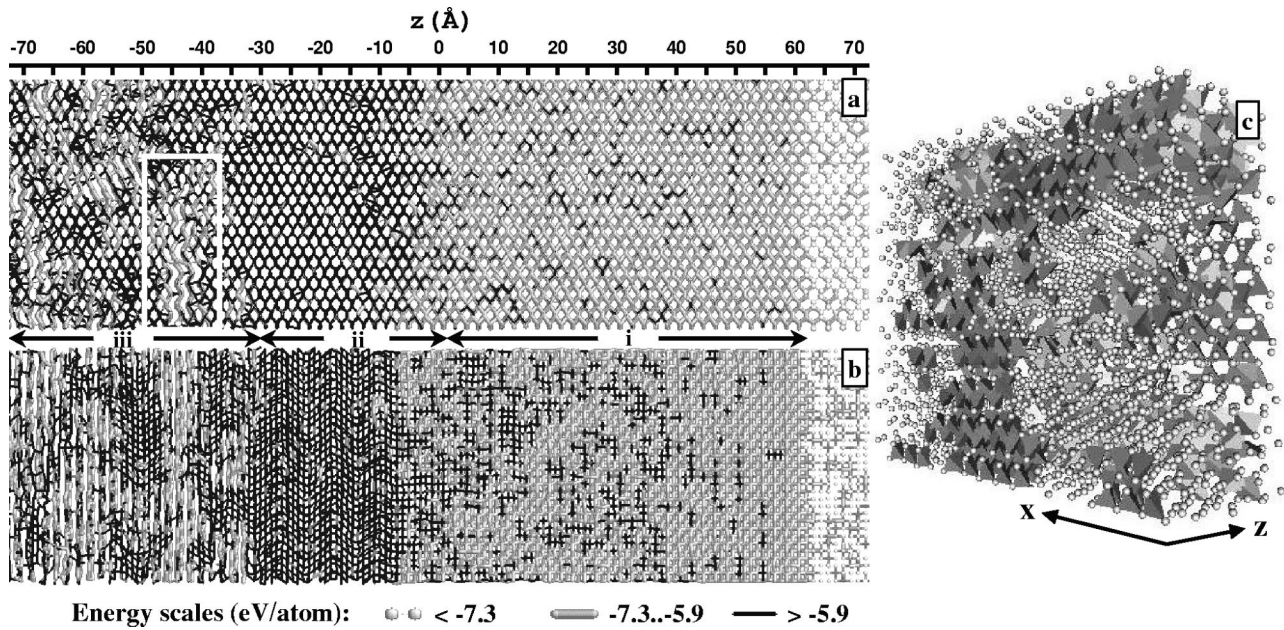 z (Å)
-70 -60 -50 -40 -30 -20 -10 0 10 20 30 40 50 60 70
a
c
iii ii i
b
x z
Energy scales (eV/atom): < -7.3 -7.3..-5.9 > -5.9